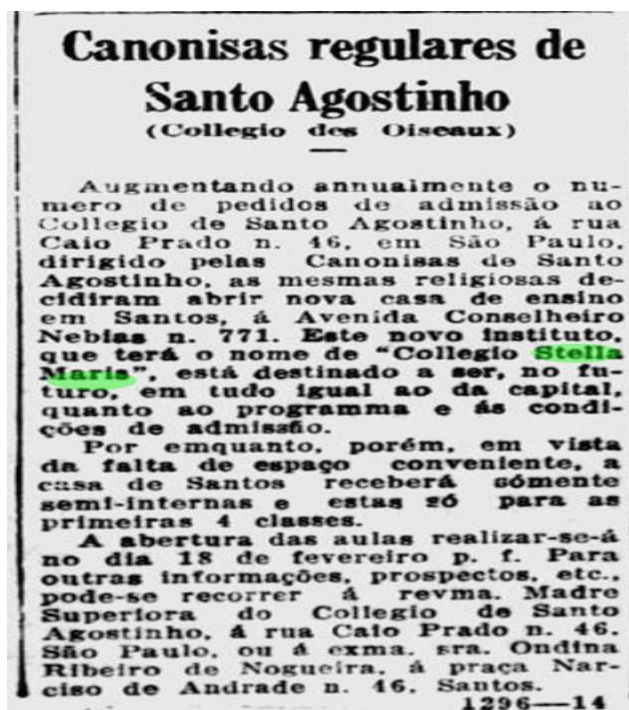 Canonisas regulares de
Santo Agostinho
(Collegio des Oiseaux)
Augmentando annualmente o nu-
mero de pedidos de admissão ao
Collegio de Santo Agostinho, á rua
Caio Prado n. 46, em São Paulo,
dirigido pelas Canonisas de Santo
Agostinho, as mesmas religiosas de-
cidiram abrir nova casa de ensino
em Santos, á Avenida Conselheiro
Nebias n. 771. Este novo instituto,
que terá o nome de "Collegio Stella
Maris", está destinado a ser, no fu-
turo, em tudo igual ao da capital,
quanto ao programma e ás condi-
ções de admissão.
Por emquanto, porém, em vista
da falta de espaço conveniente, a
casa de Santos receberá sómente
semi-internas e estas só para as
primeiras 4 classes.
A abertura das aulas realizar-se-á
no dia 18 de fevereiro p. f. Para
outras informações, prospectos, etc.,
pode-se recorrer á revma. Madre
Superiora do Collegio de Santo
Agostinho, á rua Caio Prado n. 46,
São Paulo, ou á exma. sra. Ondina
Ribeiro de Nogueira, á praça Nar-
ciso de Andrade n. 46, Santos.
1296—14